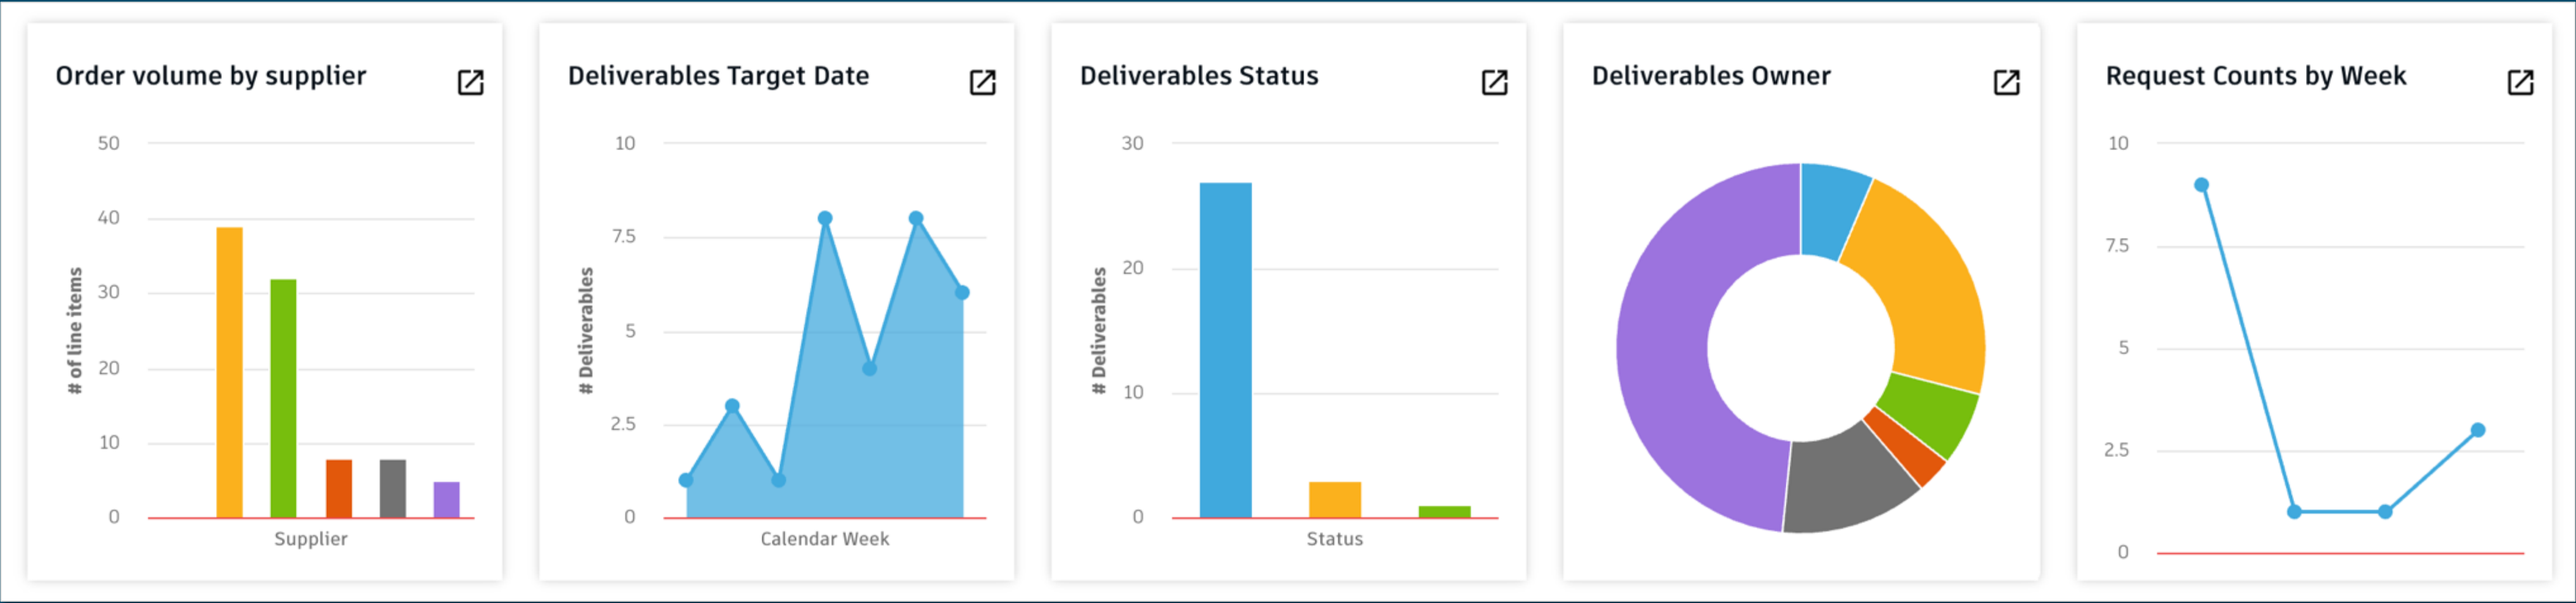 Order volume by supplier
50
40
30
20
10
0
# of line items
Supplier
Deliverables Target Date
10
7.5
5
2.5
0
# Deliverables
Calendar Week
Deliverables Status
30
20
10
0
# Deliverables
Status
Deliverables Owner
Request Counts by Week
10
7.5
5
2.5
0